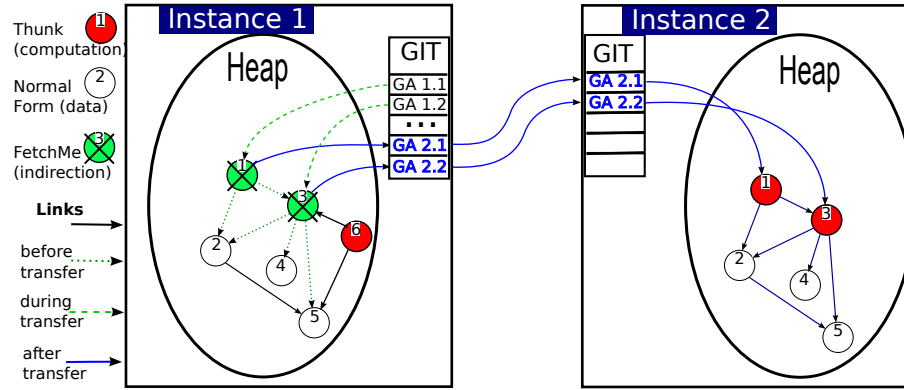 Instance 1
Instance 2
Thunk
(computation)
1
Normal
Form (data)
2
FetchMe
(indirection)
3
Links
before
transfer
during
transfer
after
transfer
Heap
GIT
GA 1.1
GA 1.2
...
GA 2.1
GA 2.2
1
3
6
2
4
5
GIT
GA 2.1
GA 2.2
Heap
1
3
2
4
5